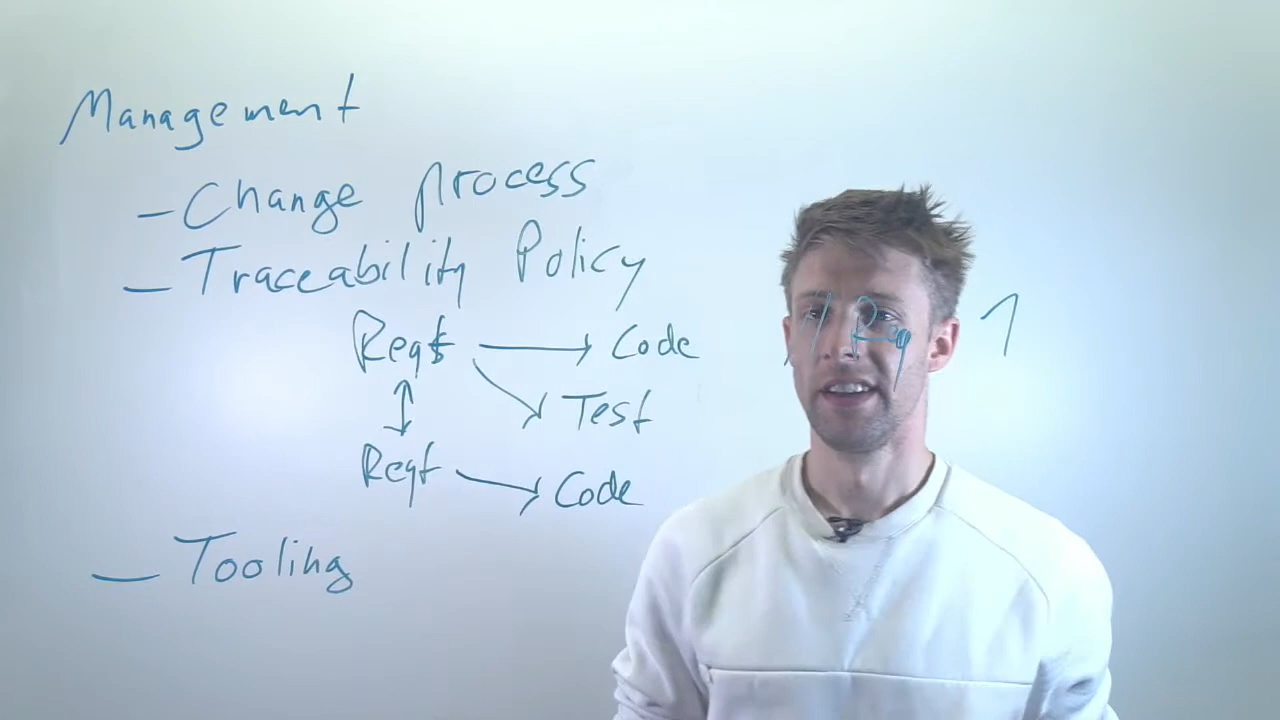 Management
- Change process
- Traceability Policy
Reqt → Code
→ Test
↕
Reqt → Code
- Tooling